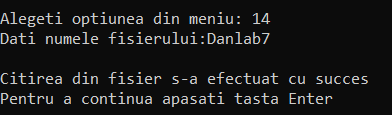 Alegeti optiunea din meniu: 14
Dati numele fisierului:Danlab7
Citirea din fisier s-a efectuat cu succes
Pentru a continua apasati tasta Enter